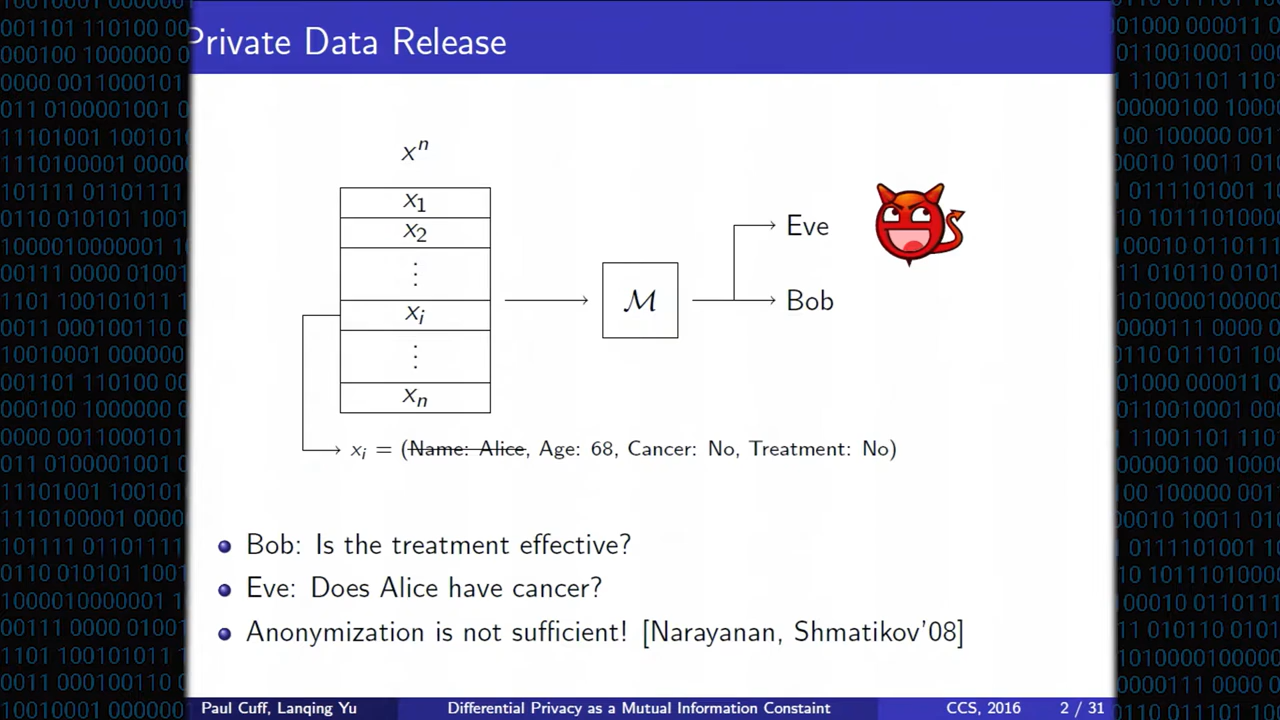 Private Data Release
xⁿ
x₁
x₂
⋮
xᵢ
⋮
xₙ
M
Eve
Bob
xᵢ = (Name: Alice, Age: 68, Cancer: No, Treatment: No)
Bob: Is the treatment effective?
Eve: Does Alice have cancer?
Anonymization is not sufficient! [Narayanan, Shmatikov'08]
Paul Cuff, Lanqing Yu Differential Privacy as a Mutual Information Constaint CCS, 2016 2 / 31